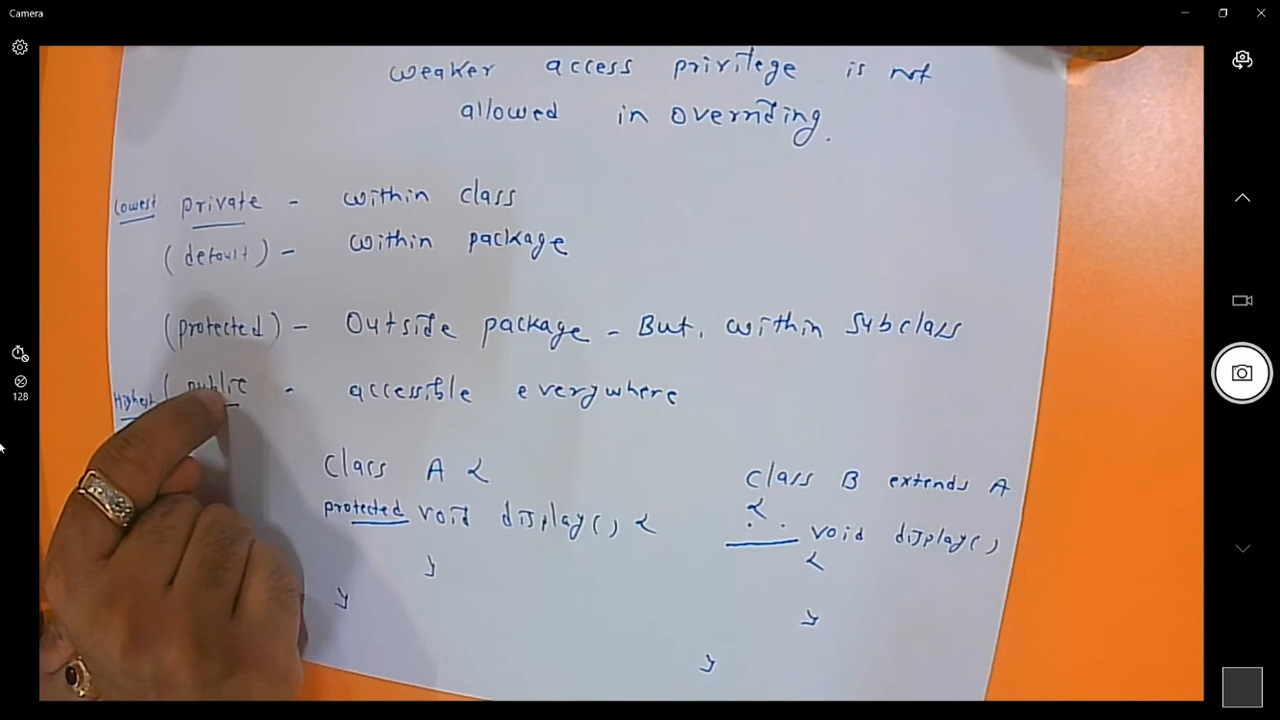 Camera
weaker access privilege is not
allowed in overriding.
Lowest private - within class
(default) - within package
(protected) - Outside package - But, within Subclass
Highest (public - accessible everywhere
128
class A {
protected void display() {
}
}
class B extends A
{
. . void display()
{
}
}